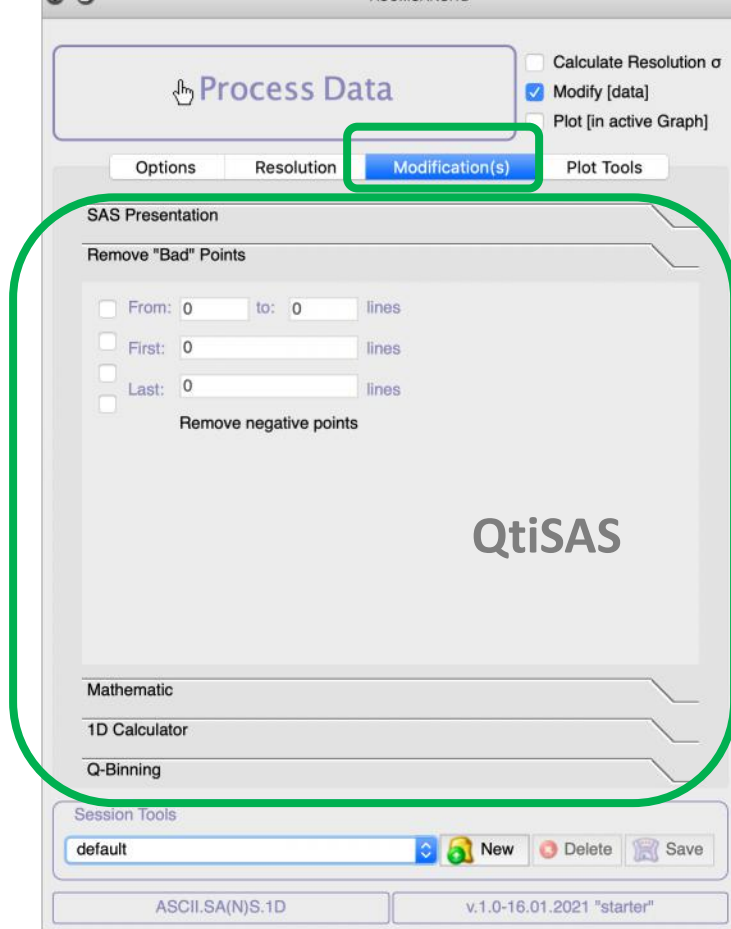 Process Data
Calculate Resolution σ
Modify [data]
Plot [in active Graph]
Options Resolution Modification(s) Plot Tools
SAS Presentation
Remove "Bad" Points
From: 0 to: 0 lines
First: 0 lines
Last: 0 lines
Remove negative points
QtiSAS
Mathematic
1D Calculator
Q-Binning
Session Tools
default New Delete Save
ASCII.SA(N)S.1D v.1.0-16.01.2021 "starter"